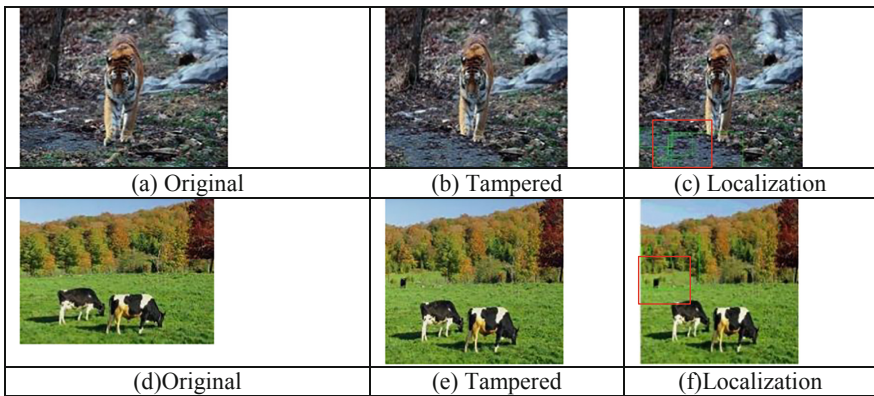 (a) Original
(b) Tampered
(c) Localization
(d)Original
(e) Tampered
(f)Localization